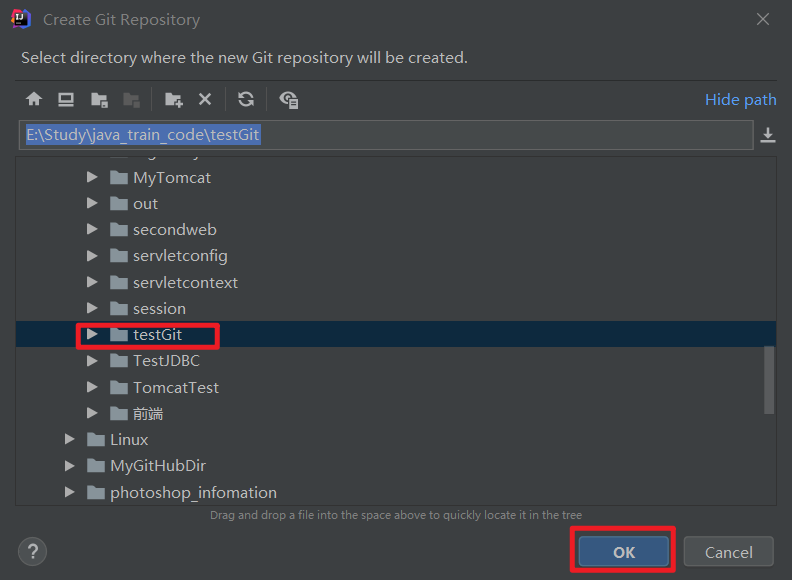 Create Git Repository
Select directory where the new Git repository will be created.
Hide path
E:\Study\java_train_code\testGit
MyTomcat
out
secondweb
servletconfig
servletcontext
session
testGit
TestJDBC
TomcatTest
前端
Linux
MyGitHubDir
photoshop_infomation
Drag and drop a file into the space above to quickly locate it in the tree
?
OK
Cancel